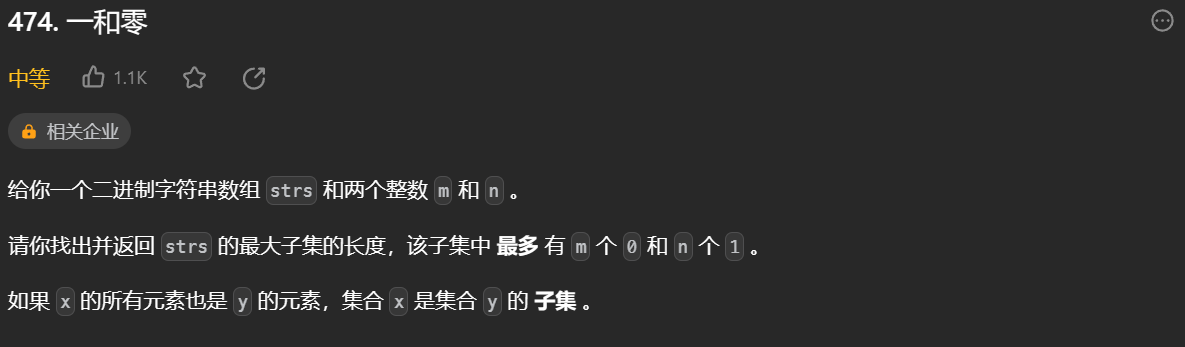 474. 一和零
中等 1.1K
相关企业
给你一个二进制字符串数组 strs 和两个整数 m 和 n 。
请你找出并返回 strs 的最大子集的长度，该子集中 最多 有 m 个 0 和 n 个 1 。
如果 x 的所有元素也是 y 的元素，集合 x 是集合 y 的 子集 。